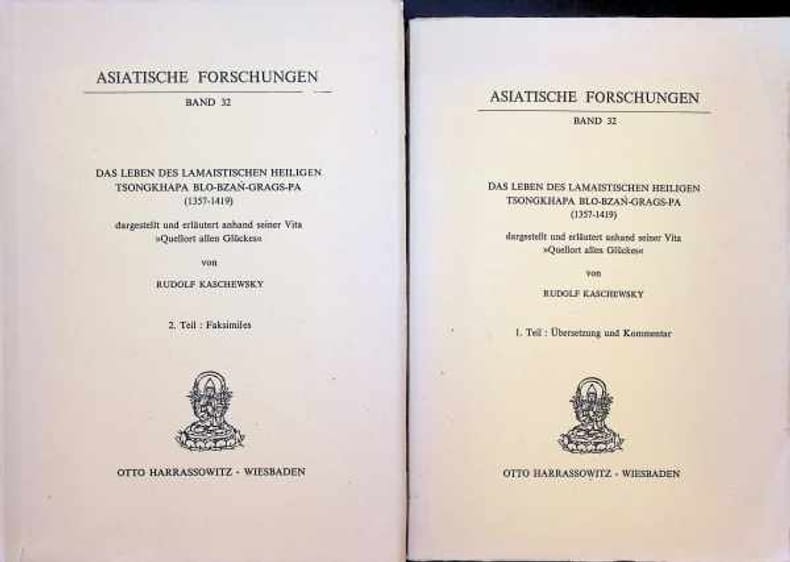 ASIATISCHE FORSCHUNGEN
BAND 32
DAS LEBEN DES LAMAISTISCHEN HEILIGEN
TSONGKHAPA BLO-BZAṄ-GRAGS-PA
(1357-1419)
dargestellt und erläutert anhand seiner Vita
»Quellort allen Glückes«
von
RUDOLF KASCHEWSKY
2. Teil : Faksimiles
OTTO HARRASSOWITZ - WIESBADEN
ASIATISCHE FORSCHUNGEN
BAND 32
DAS LEBEN DES LAMAISTISCHEN HEILIGEN
TSONGKHAPA BLO-BZAṄ-GRAGS-PA
(1357-1419)
dargestellt und erläutert anhand seiner Vita
»Quellort alles Glückes«
von
RUDOLF KASCHEWSKY
1. Teil : Übersetzung und Kommentar
OTTO HARRASSOWITZ - WIESBADEN